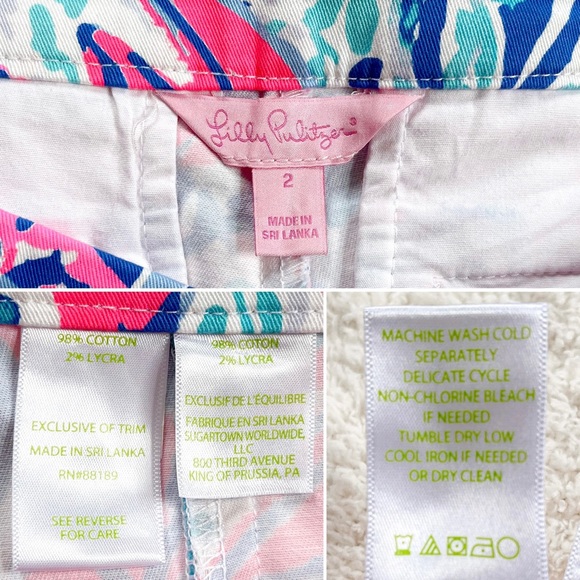 Lilly Pulitzer®
2
MADE IN
SRI LANKA
98% COTTON
2% LYCRA
EXCLUSIVE OF TRIM
MADE IN SRI LANKA
RN#88189
SEE REVERSE
FOR CARE
98% COTTON
2% LYCRA
EXCLUSIF DE L'ÉQUILIBRE
FABRIQUE EN SRI LANKA
SUGARTOWN WORLDWIDE,
LLC
800 THIRD AVENUE
KING OF PRUSSIA, PA
MACHINE WASH COLD
SEPARATELY
DELICATE CYCLE
NON-CHLORINE BLEACH
IF NEEDED
TUMBLE DRY LOW
COOL IRON IF NEEDED
OR DRY CLEAN